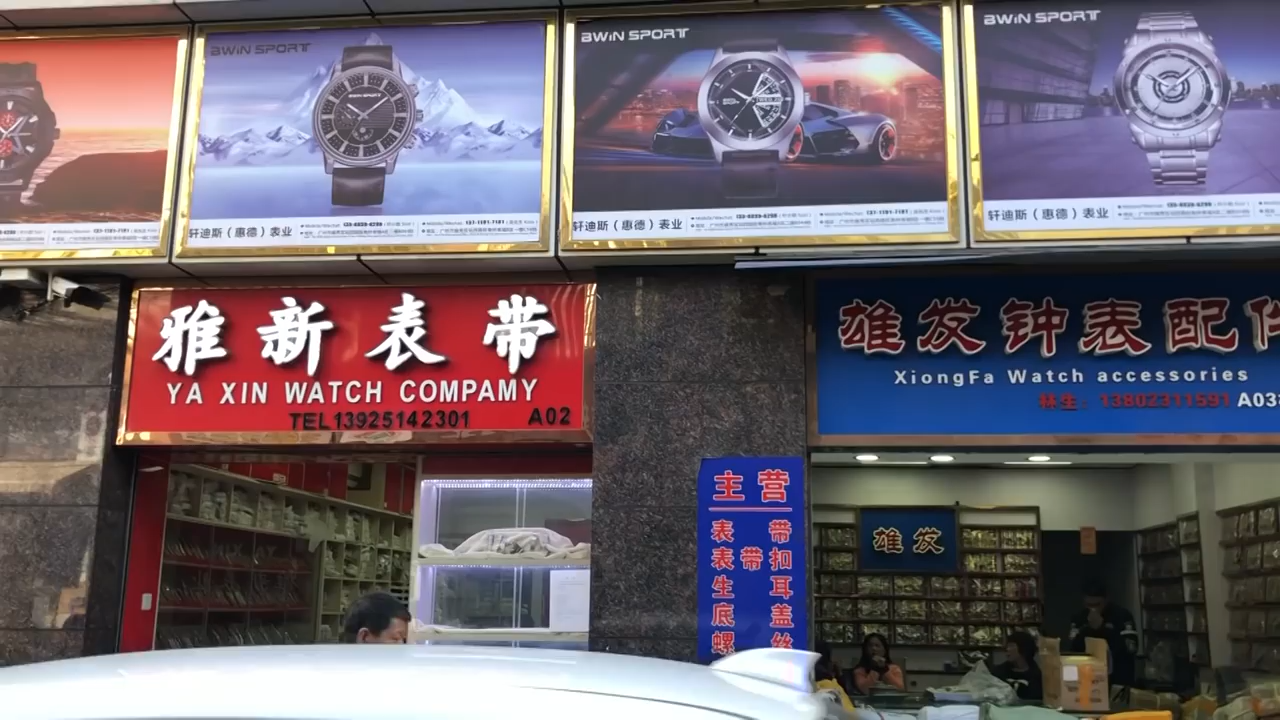 BWIN SPORT
BWIN SPORT
BWIN SPORT
轩迪斯（惠德）表业
轩迪斯（惠德）表业
轩迪斯（惠德）表业
雅新表带
YA XIN WATCH COMPAMY
TEL13925142301 A02
雄发钟表配件
XiongFa Watch accessories
林生：13802311591 A03
主营
表带
表带扣
生耳
底盖
螺丝
雄发